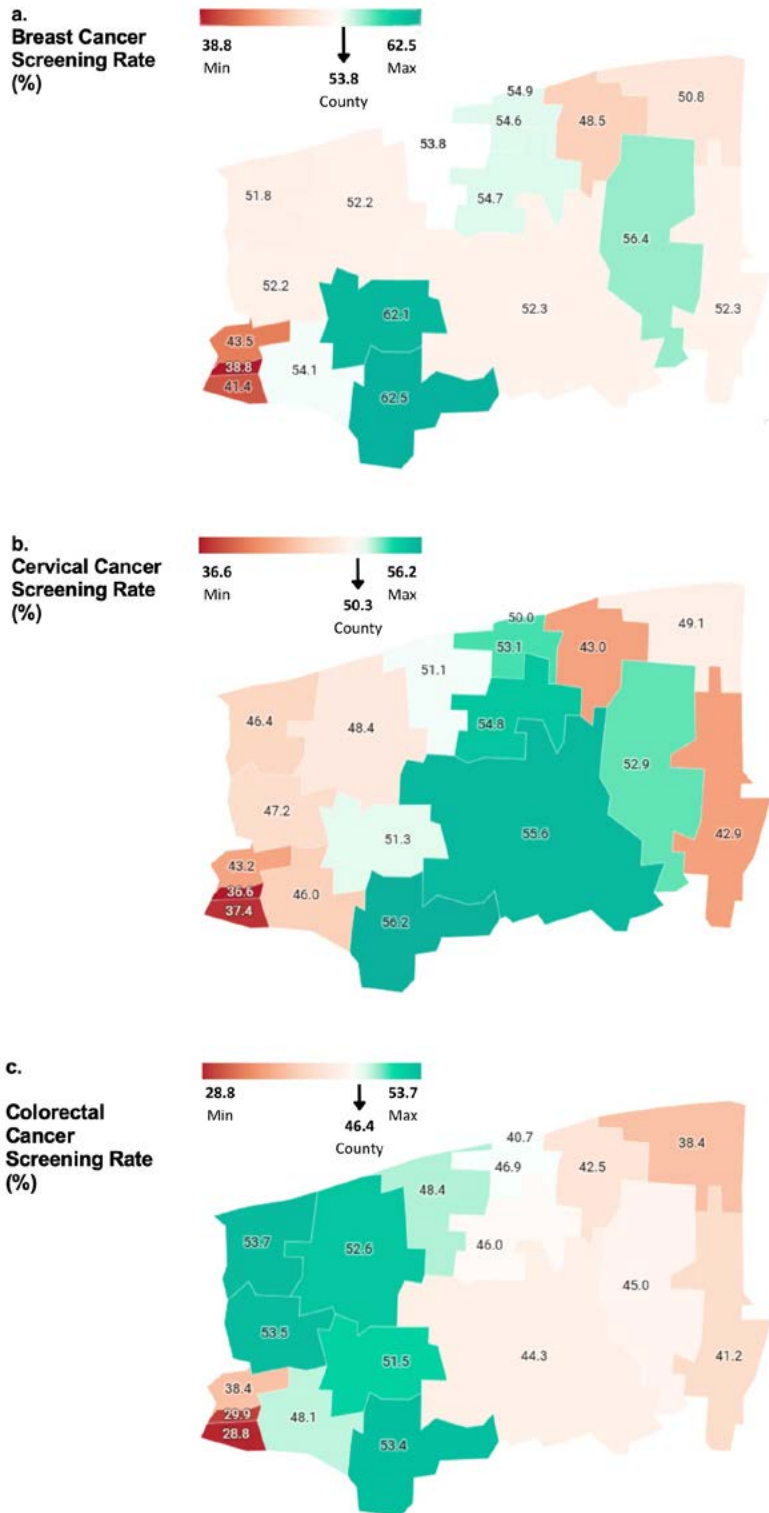 a.
Breast Cancer
Screening Rate
(%)
38.8 62.5
Min Max
53.8
County
54.9
50.8
54.6 48.5
53.8
51.8 52.2 54.7
56.4
52.2 52.3 52.3
62.1
43.5
38.8 54.1
41.4 62.5
b.
Cervical Cancer
Screening Rate
(%)
36.6 56.2
Min Max
50.3
County
50.0 49.1
53.1 43.0
51.1
46.4 48.4 54.8
52.9
47.2 51.3 55.6 42.9
43.2
36.6 46.0
37.4 56.2
c.
Colorectal
Cancer
Screening Rate
(%)
28.8 53.7
Min Max
46.4
County
40.7 38.4
46.9 42.5
48.4
53.7 52.6 46.0
45.0
53.5 51.5 44.3 41.2
38.4
29.9 48.1
28.8 53.4